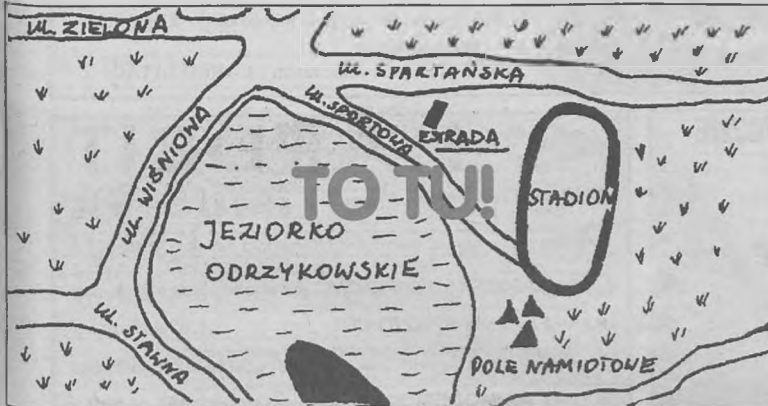 UL. ZIELONA
UL. SPARTAŃSKA
UL. SPORTOWA
ESTRADA
UL. WIŚNIOWA
TO TU!
STADION
JEZIORKO
ODRZYKOWSKIE
UL. STAWNA
POLE NAMIOTOWE